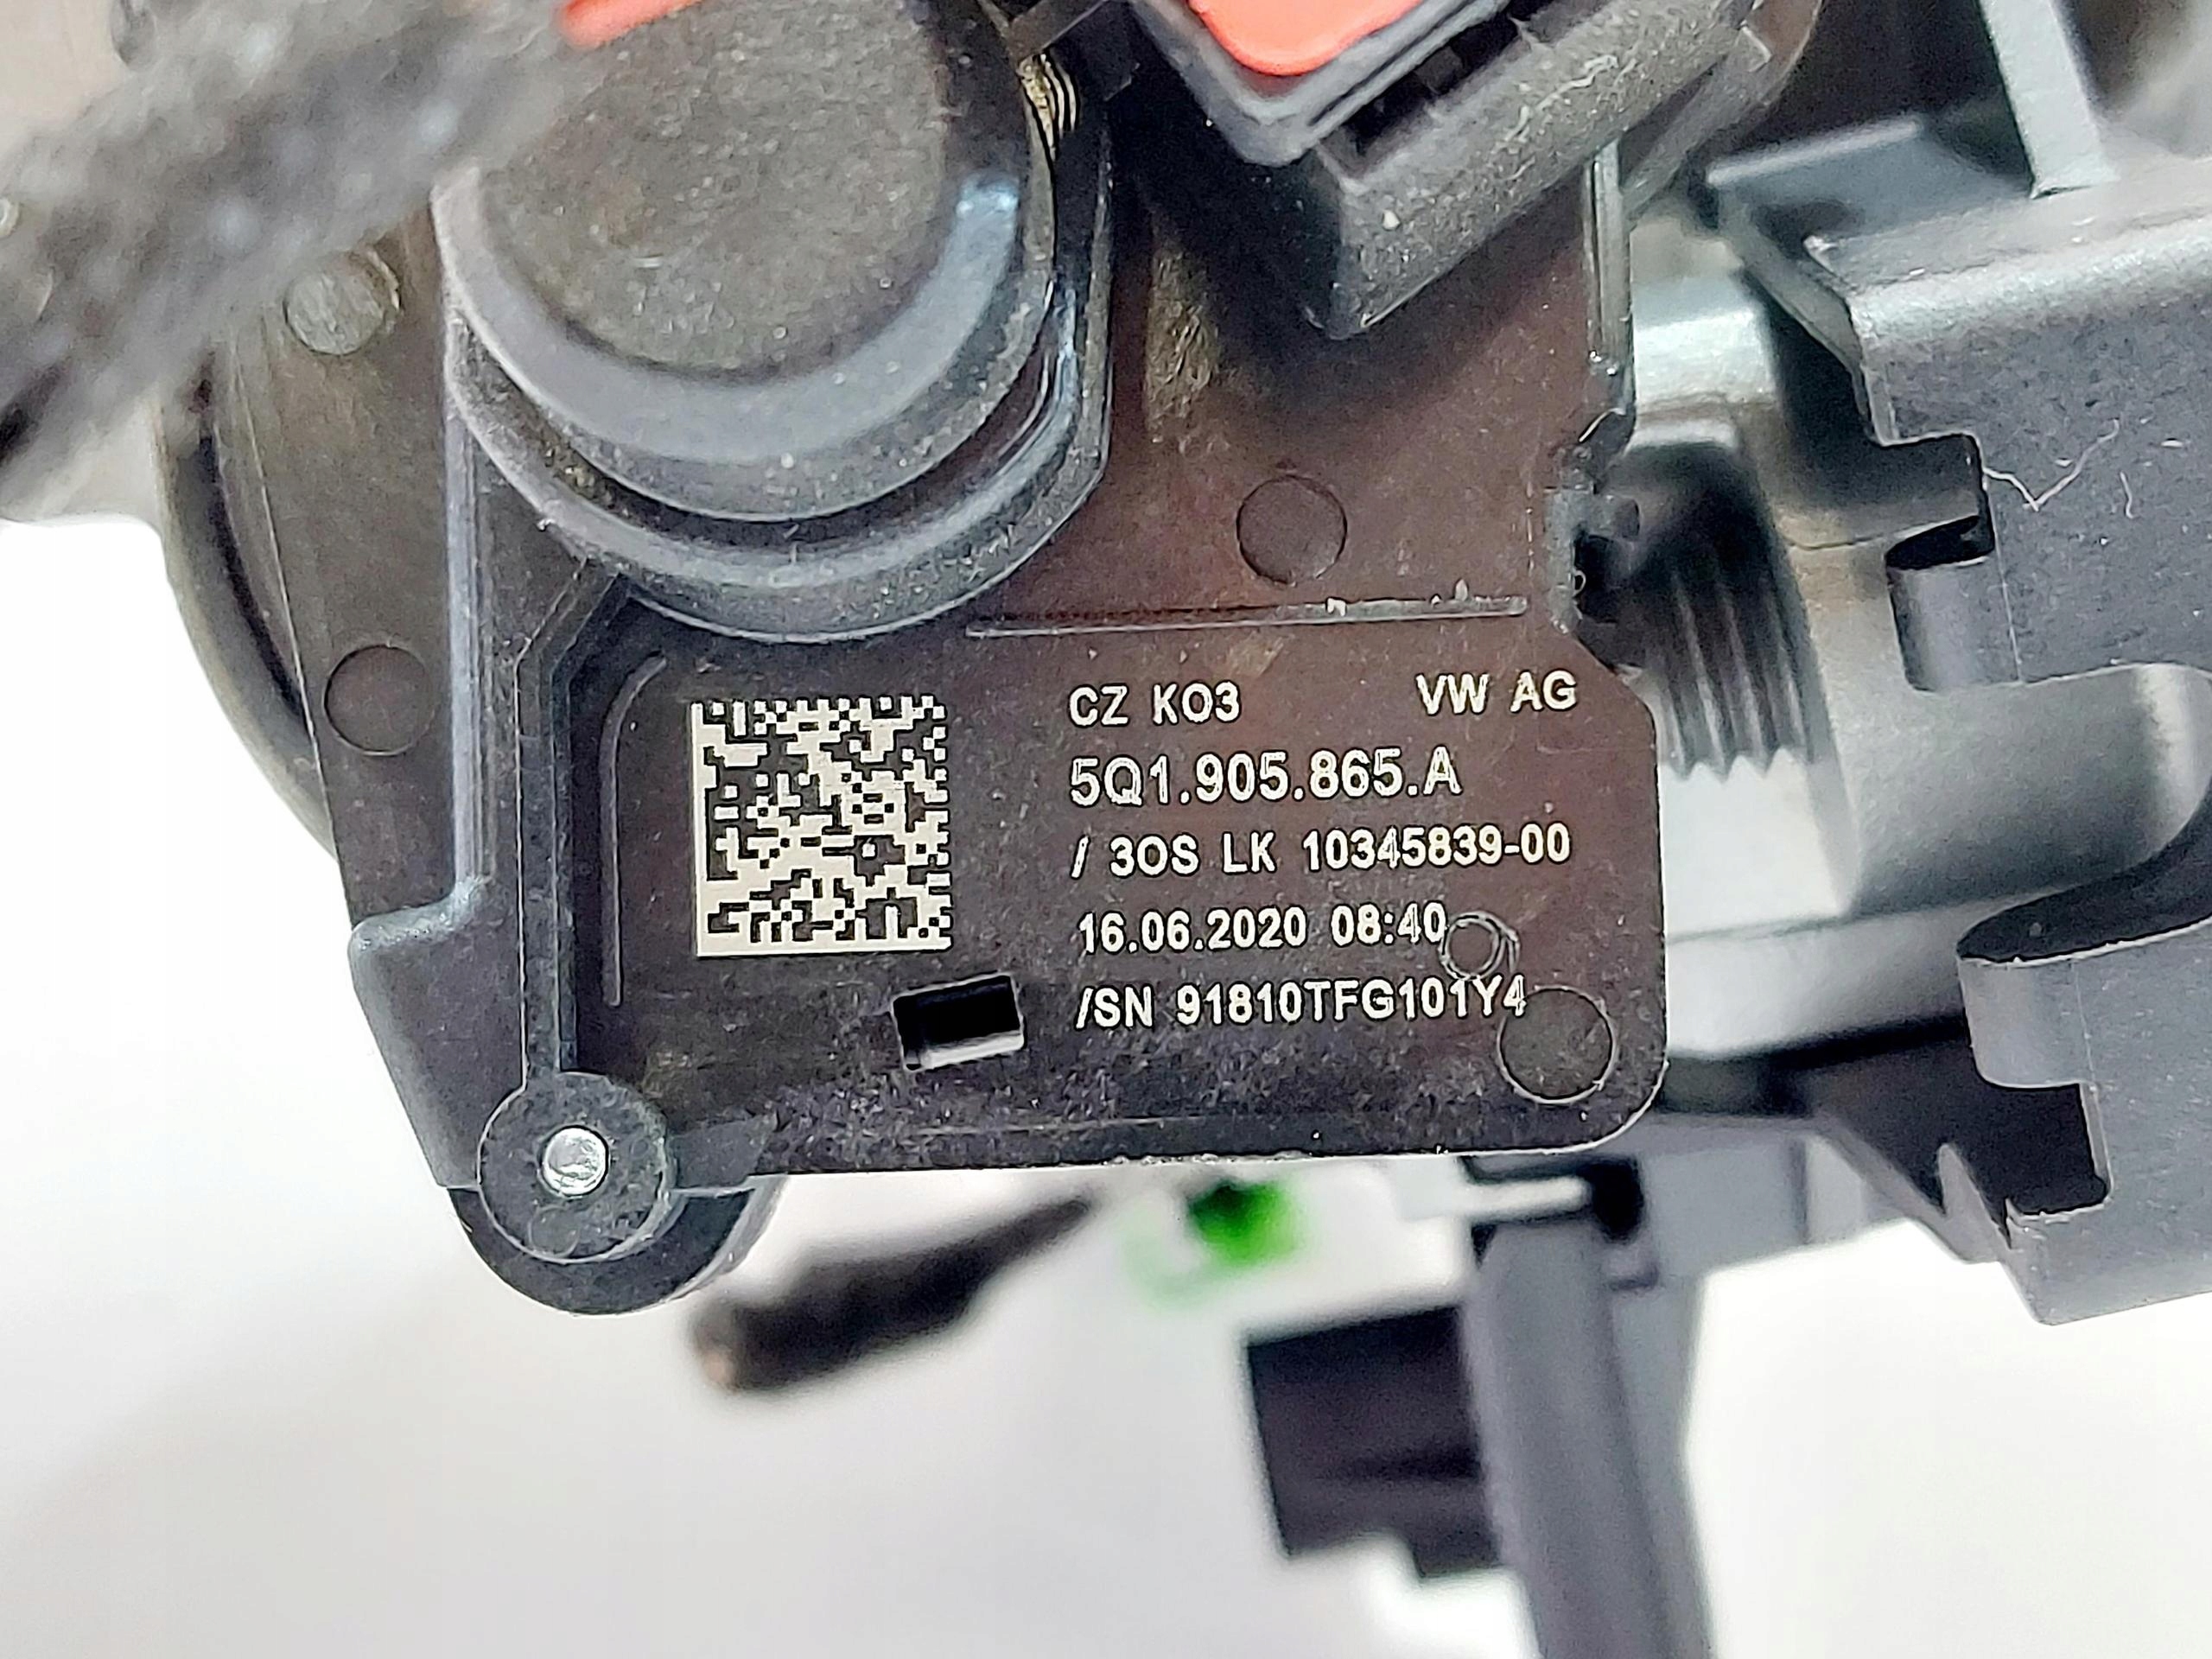 CZ KO3 VW AG
5Q1.905.865.A
/ 3OS LK 10345839-00
16.06.2020 08:40
/SN 91810TFG101Y4